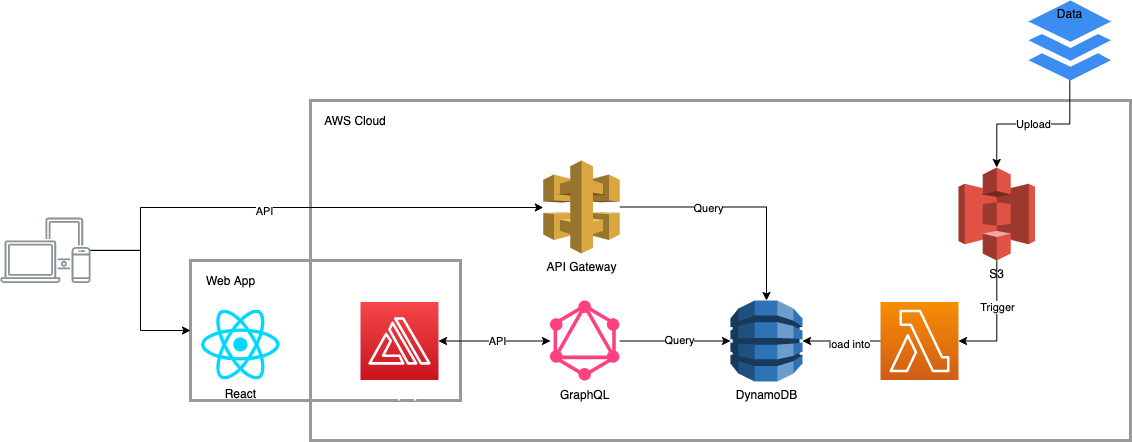 Data
AWS Cloud
Upload
API
Query
API Gateway
S3
Web App
Trigger
API
Query
load into
React
GraphQL
DynamoDB